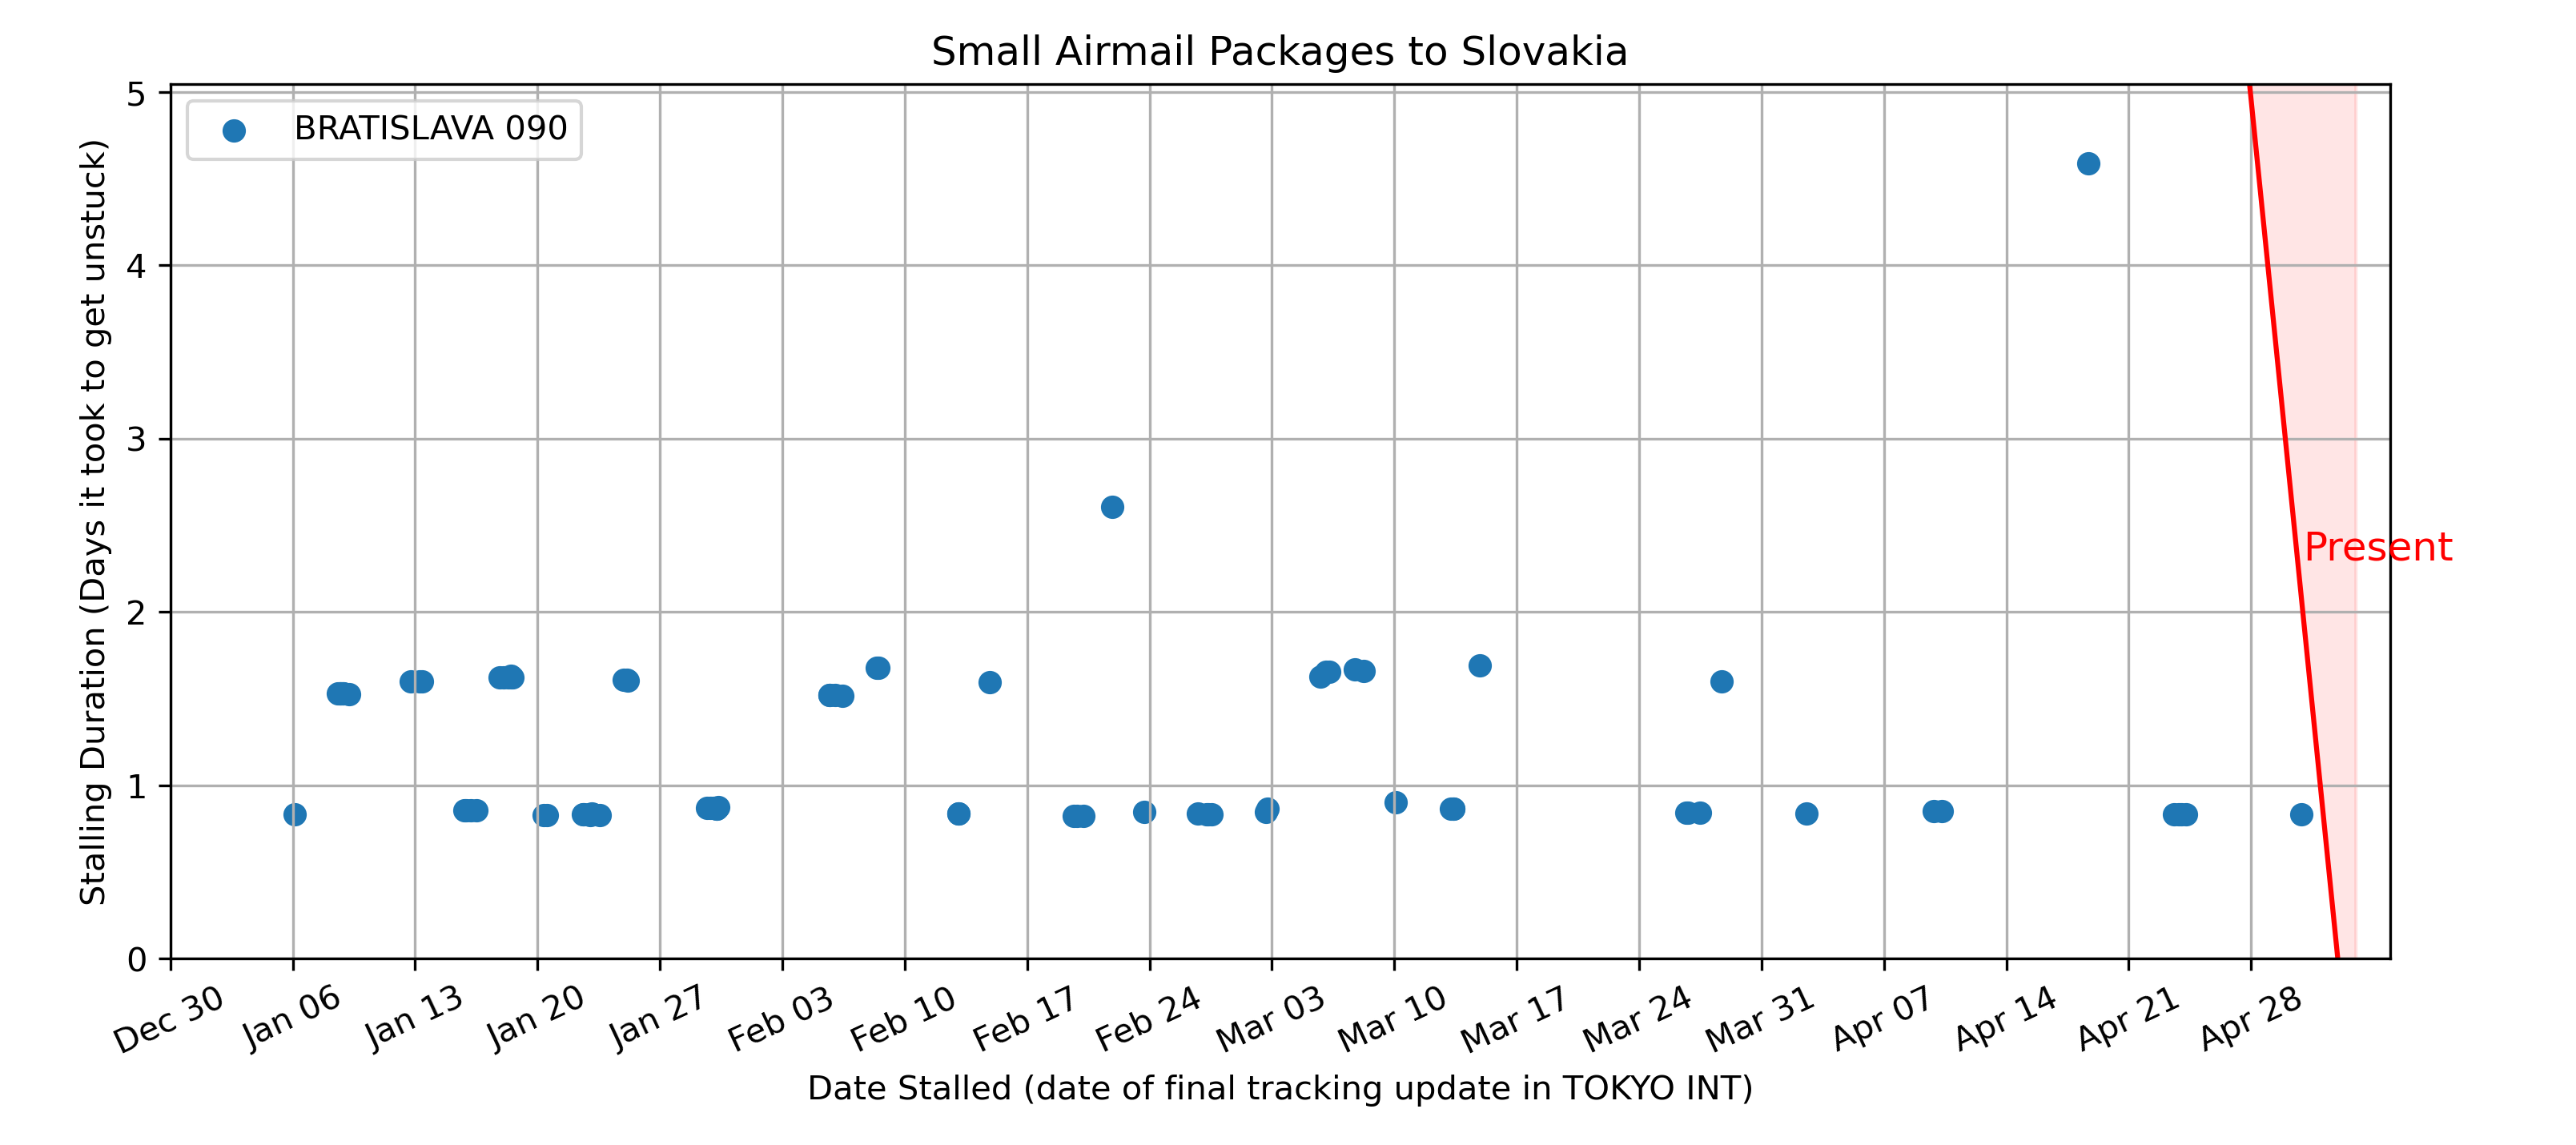 Small Airmail Packages to Slovakia
BRATISLAVA 090
Stalling Duration (Days it took to get unstuck)
5
4
3
2
1
0
Present
Dec 30
Jan 06
Jan 13
Jan 20
Jan 27
Feb 03
Feb 10
Feb 17
Feb 24
Mar 03
Mar 10
Mar 17
Mar 24
Mar 31
Apr 07
Apr 14
Apr 21
Apr 28
Date Stalled (date of final tracking update in TOKYO INT)